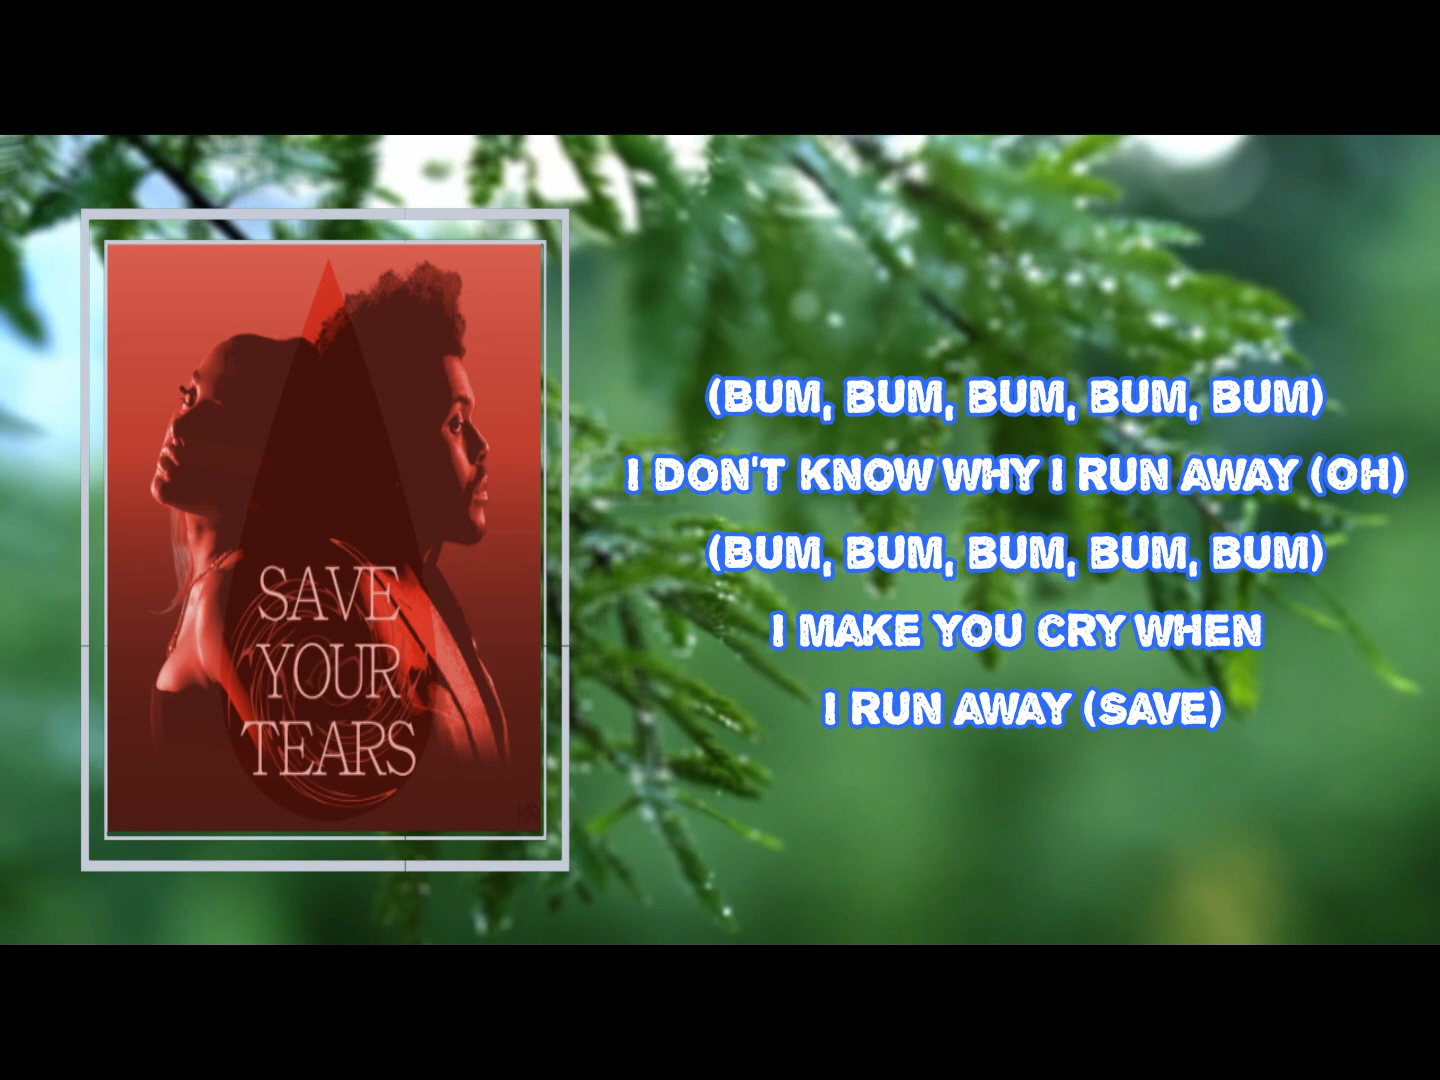 SAVE
YOUR
TEARS
(BUM, BUM, BUM, BUM, BUM)
I DON'T KNOW WHY I RUN AWAY (OH)
(BUM, BUM, BUM, BUM, BUM)
I MAKE YOU CRY WHEN
I RUN AWAY (SAVE)